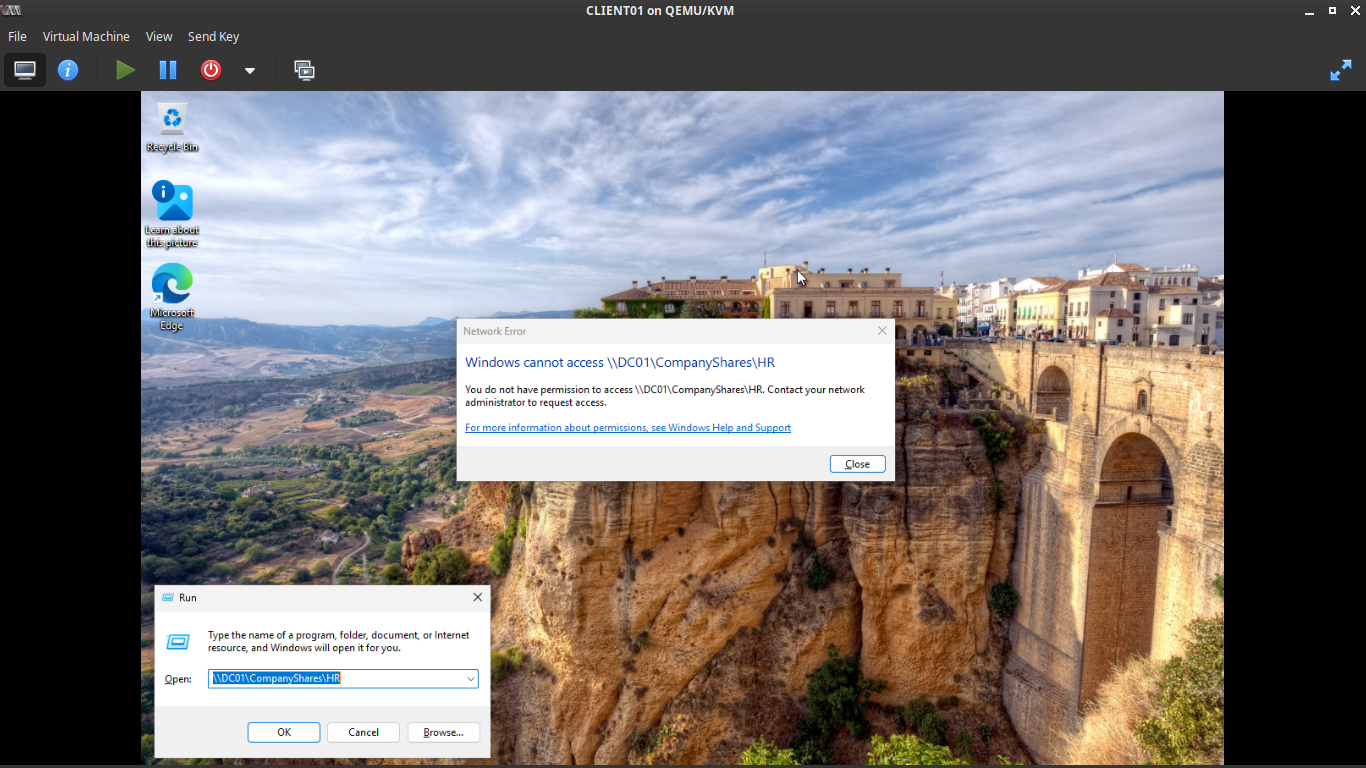 CLIENT01 on QEMU/KVM
File Virtual Machine View Send Key
Recycle Bin
Learn about
this picture
Microsoft
Edge
Network Error
Windows cannot access \\DC01\CompanyShares\HR
You do not have permission to access \\DC01\CompanyShares\HR. Contact your network
administrator to request access.
For more information about permissions, see Windows Help and Support
Close
Run
Type the name of a program, folder, document, or Internet
resource, and Windows will open it for you.
Open: \\DC01\CompanyShares\HR
OK Cancel Browse...